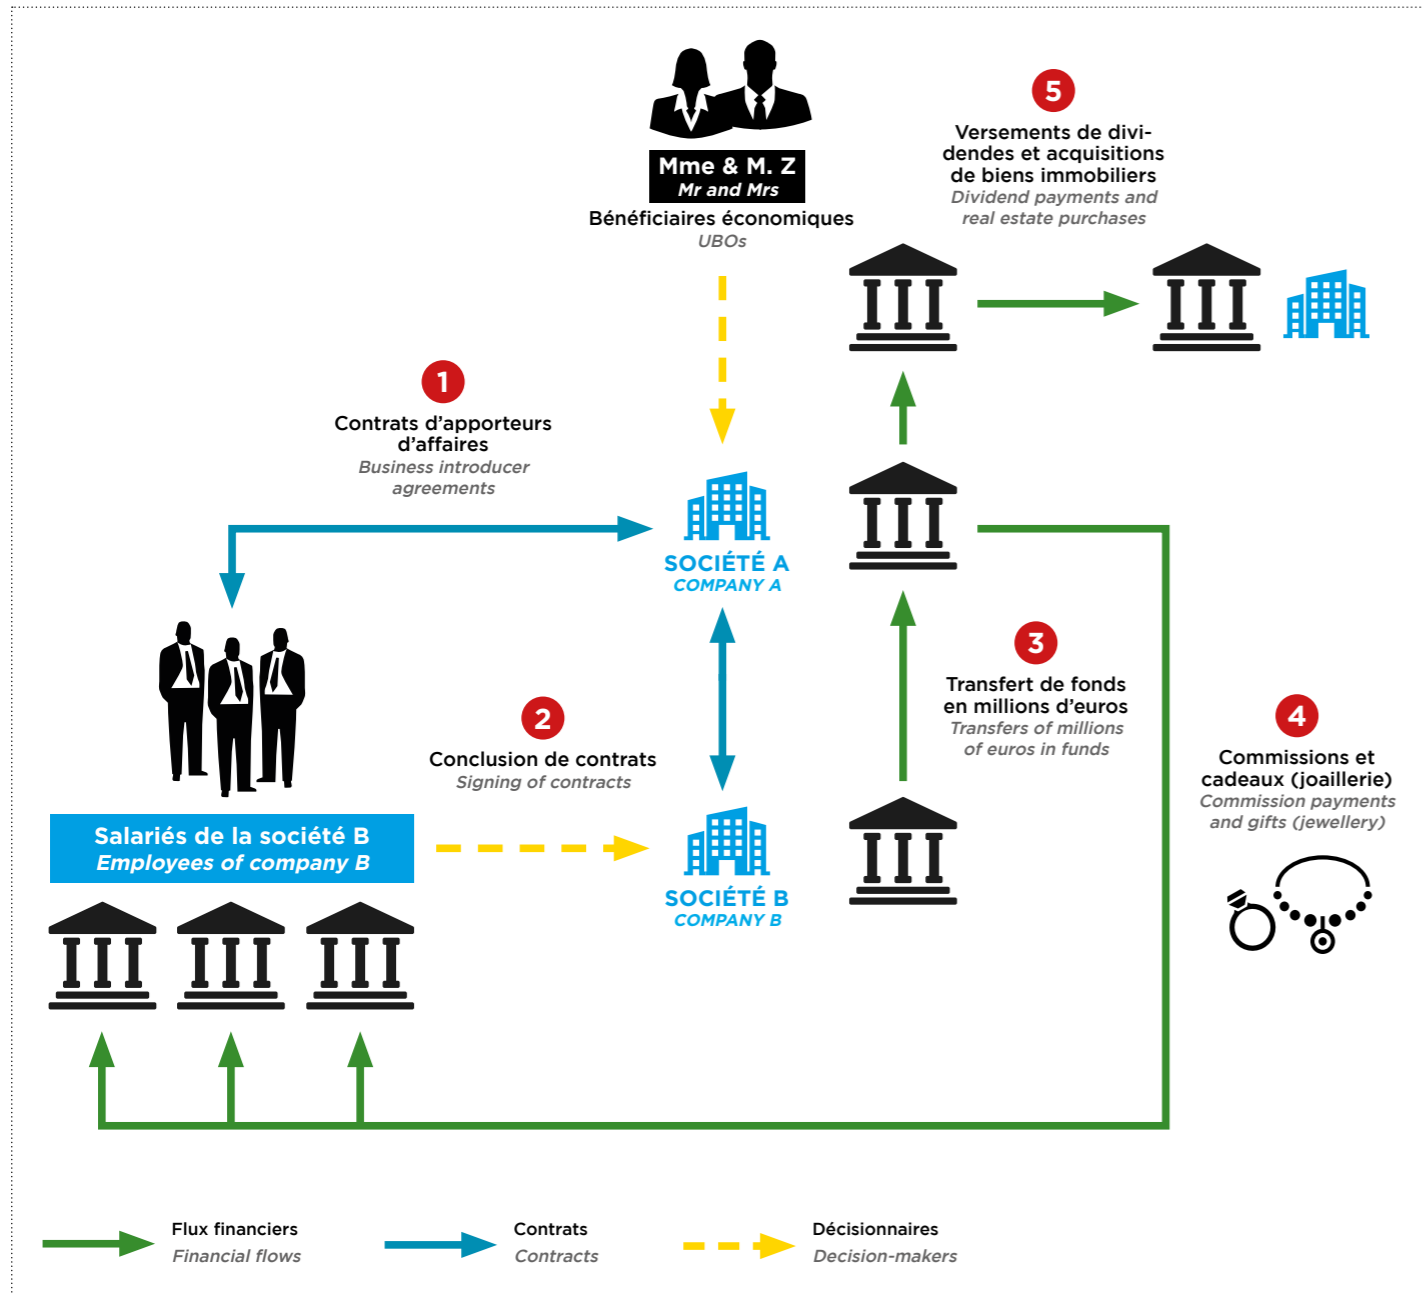 Mme & M. Z
Mr and Mrs
Bénéficiaires économiques
UBOs
5
Versements de divi-
dendes et acquisitions
de biens immobiliers
Dividend payments and
real estate purchases
1
Contrats d’apporteurs
d’affaires
Business introducer
agreements
SOCIÉTÉ A
COMPANY A
3
Transfert de fonds
en millions d’euros
Transfers of millions
of euros in funds
2
Conclusion de contrats
Signing of contracts
4
Commissions et
cadeaux (joaillerie)
Commission payments
and gifts (jewellery)
Salariés de la société B
Employees of company B
SOCIÉTÉ B
COMPANY B
Flux financiers
Financial flows
Contrats
Contracts
Décisionnaires
Decision-makers